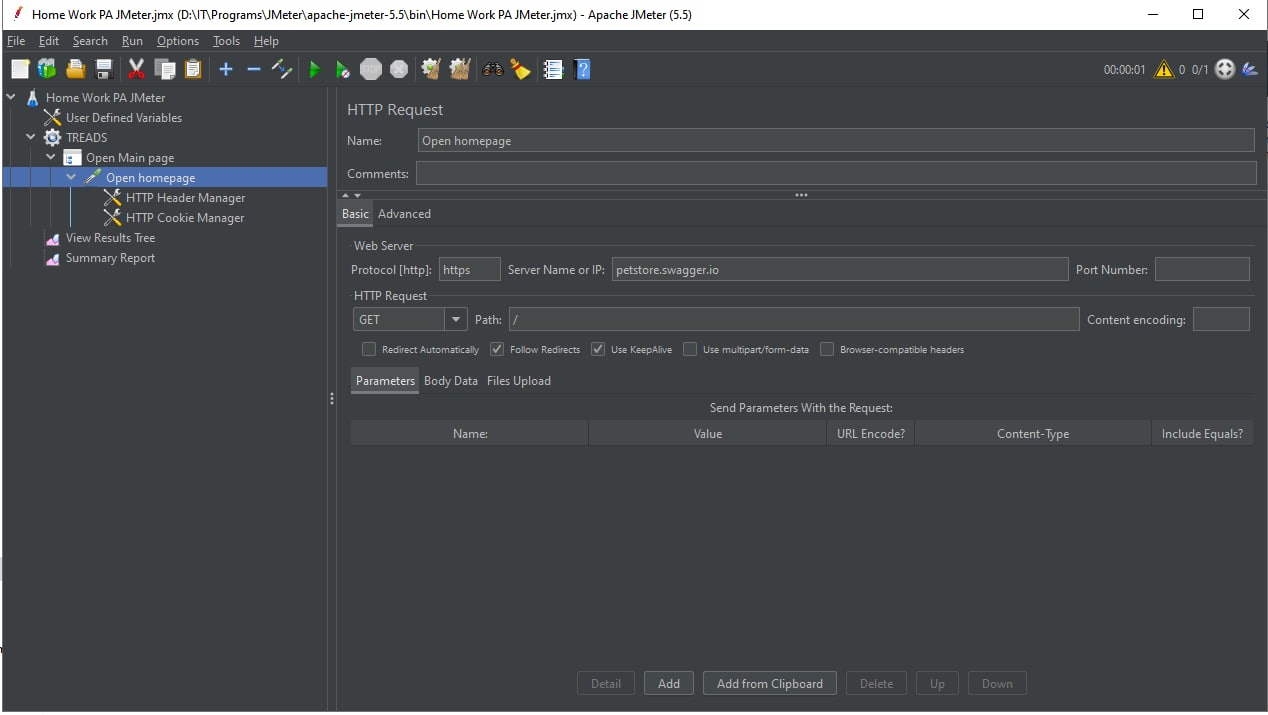 Home Work PA JMeter.jmx (D:\IT\Programs\JMeter\apache-jmeter-5.5\bin\Home Work PA JMeter.jmx) - Apache JMeter (5.5)
File Edit Search Run Options Tools Help
STOP 00:00:01 0 0/1
Home Work PA JMeter
User Defined Variables
TREADS
Open Main page
Open homepage
HTTP Header Manager
HTTP Cookie Manager
View Results Tree
Summary Report
HTTP Request
Name: Open homepage
Comments:
Basic Advanced
Web Server
Protocol [http]: https Server Name or IP: petstore.swagger.io Port Number:
HTTP Request
GET Path: / Content encoding:
Redirect Automatically Follow Redirects Use KeepAlive Use multipart/form-data Browser-compatible headers
Parameters Body Data Files Upload
Send Parameters With the Request:
Name: Value URL Encode? Content-Type Include Equals?
Detail Add Add from Clipboard Delete Up Down